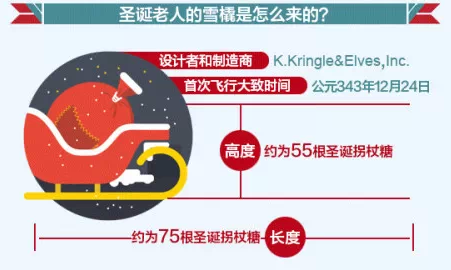 圣诞老人的雪橇是怎么来的?
设计者和制造商 K.Kringle&Elves,Inc.
首次飞行大致时间 公元343年12月24日
高度 约为55根圣诞拐杖糖
约为75根圣诞拐杖糖 长度